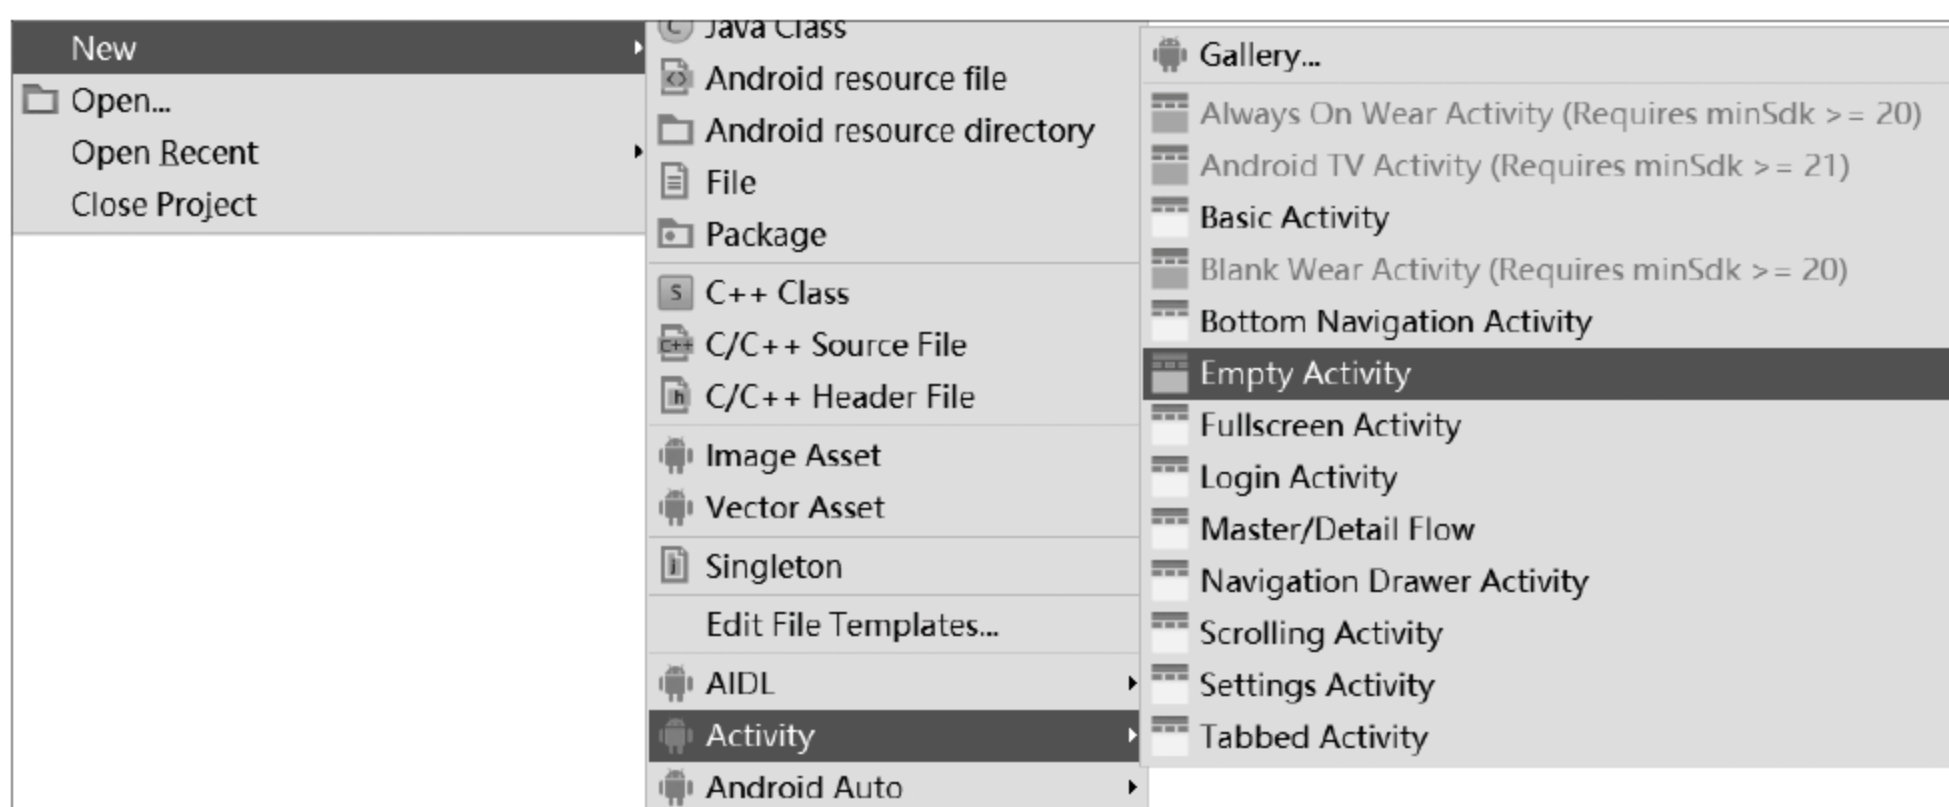 New
Open...
Open Recent
Close Project
Java Class
Android resource file
Android resource directory
File
Package
S C++ Class
C++ C/C++ Source File
h C/C++ Header File
Image Asset
Vector Asset
Singleton
Edit File Templates...
AIDL
Activity
Android Auto
Gallery...
Always On Wear Activity (Requires minSdk >= 20)
Android TV Activity (Requires minSdk >= 21)
Basic Activity
Blank Wear Activity (Requires minSdk >= 20)
Bottom Navigation Activity
Empty Activity
Fullscreen Activity
Login Activity
Master/Detail Flow
Navigation Drawer Activity
Scrolling Activity
Settings Activity
Tabbed Activity